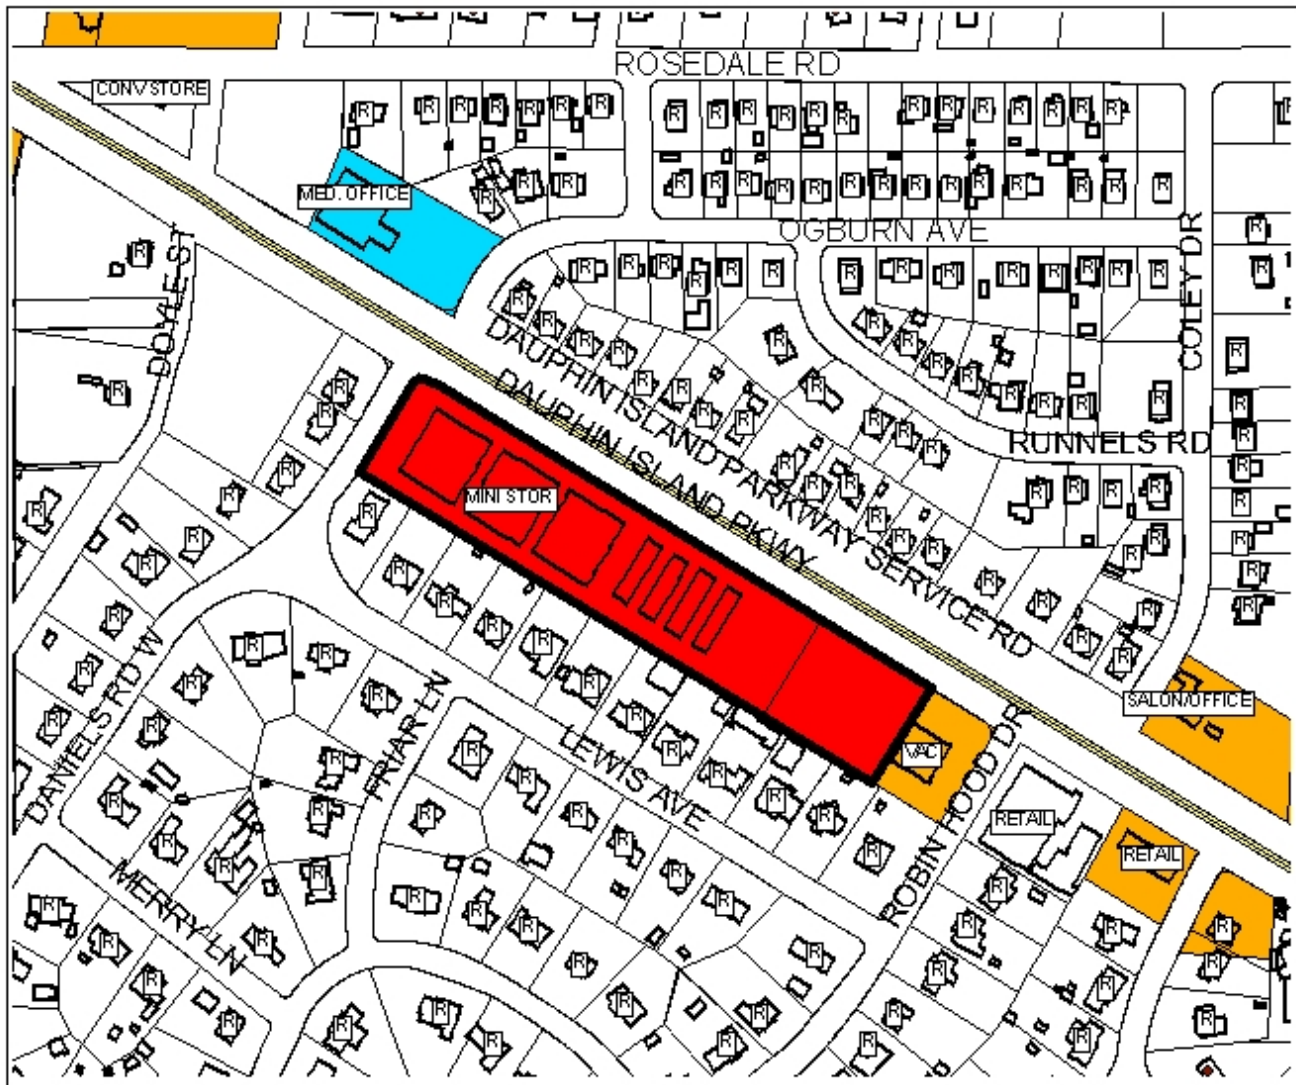 ROSEDALE RD
CONV STORE
MED. OFFICE
OGBURN AVE
DOYLE ST
COLEY DR
DAUPHIN ISLAND PARKWAY SERVICE RD
DAUPHIN ISLAND PKWY
RUNNELS RD
MINI STOR
DANIELS RD W
FRIAR LN
LEWIS AVE
SALON/OFFICE
VAC
ROBIN HOOD DR
RETAIL
RETAIL
MERRY LN